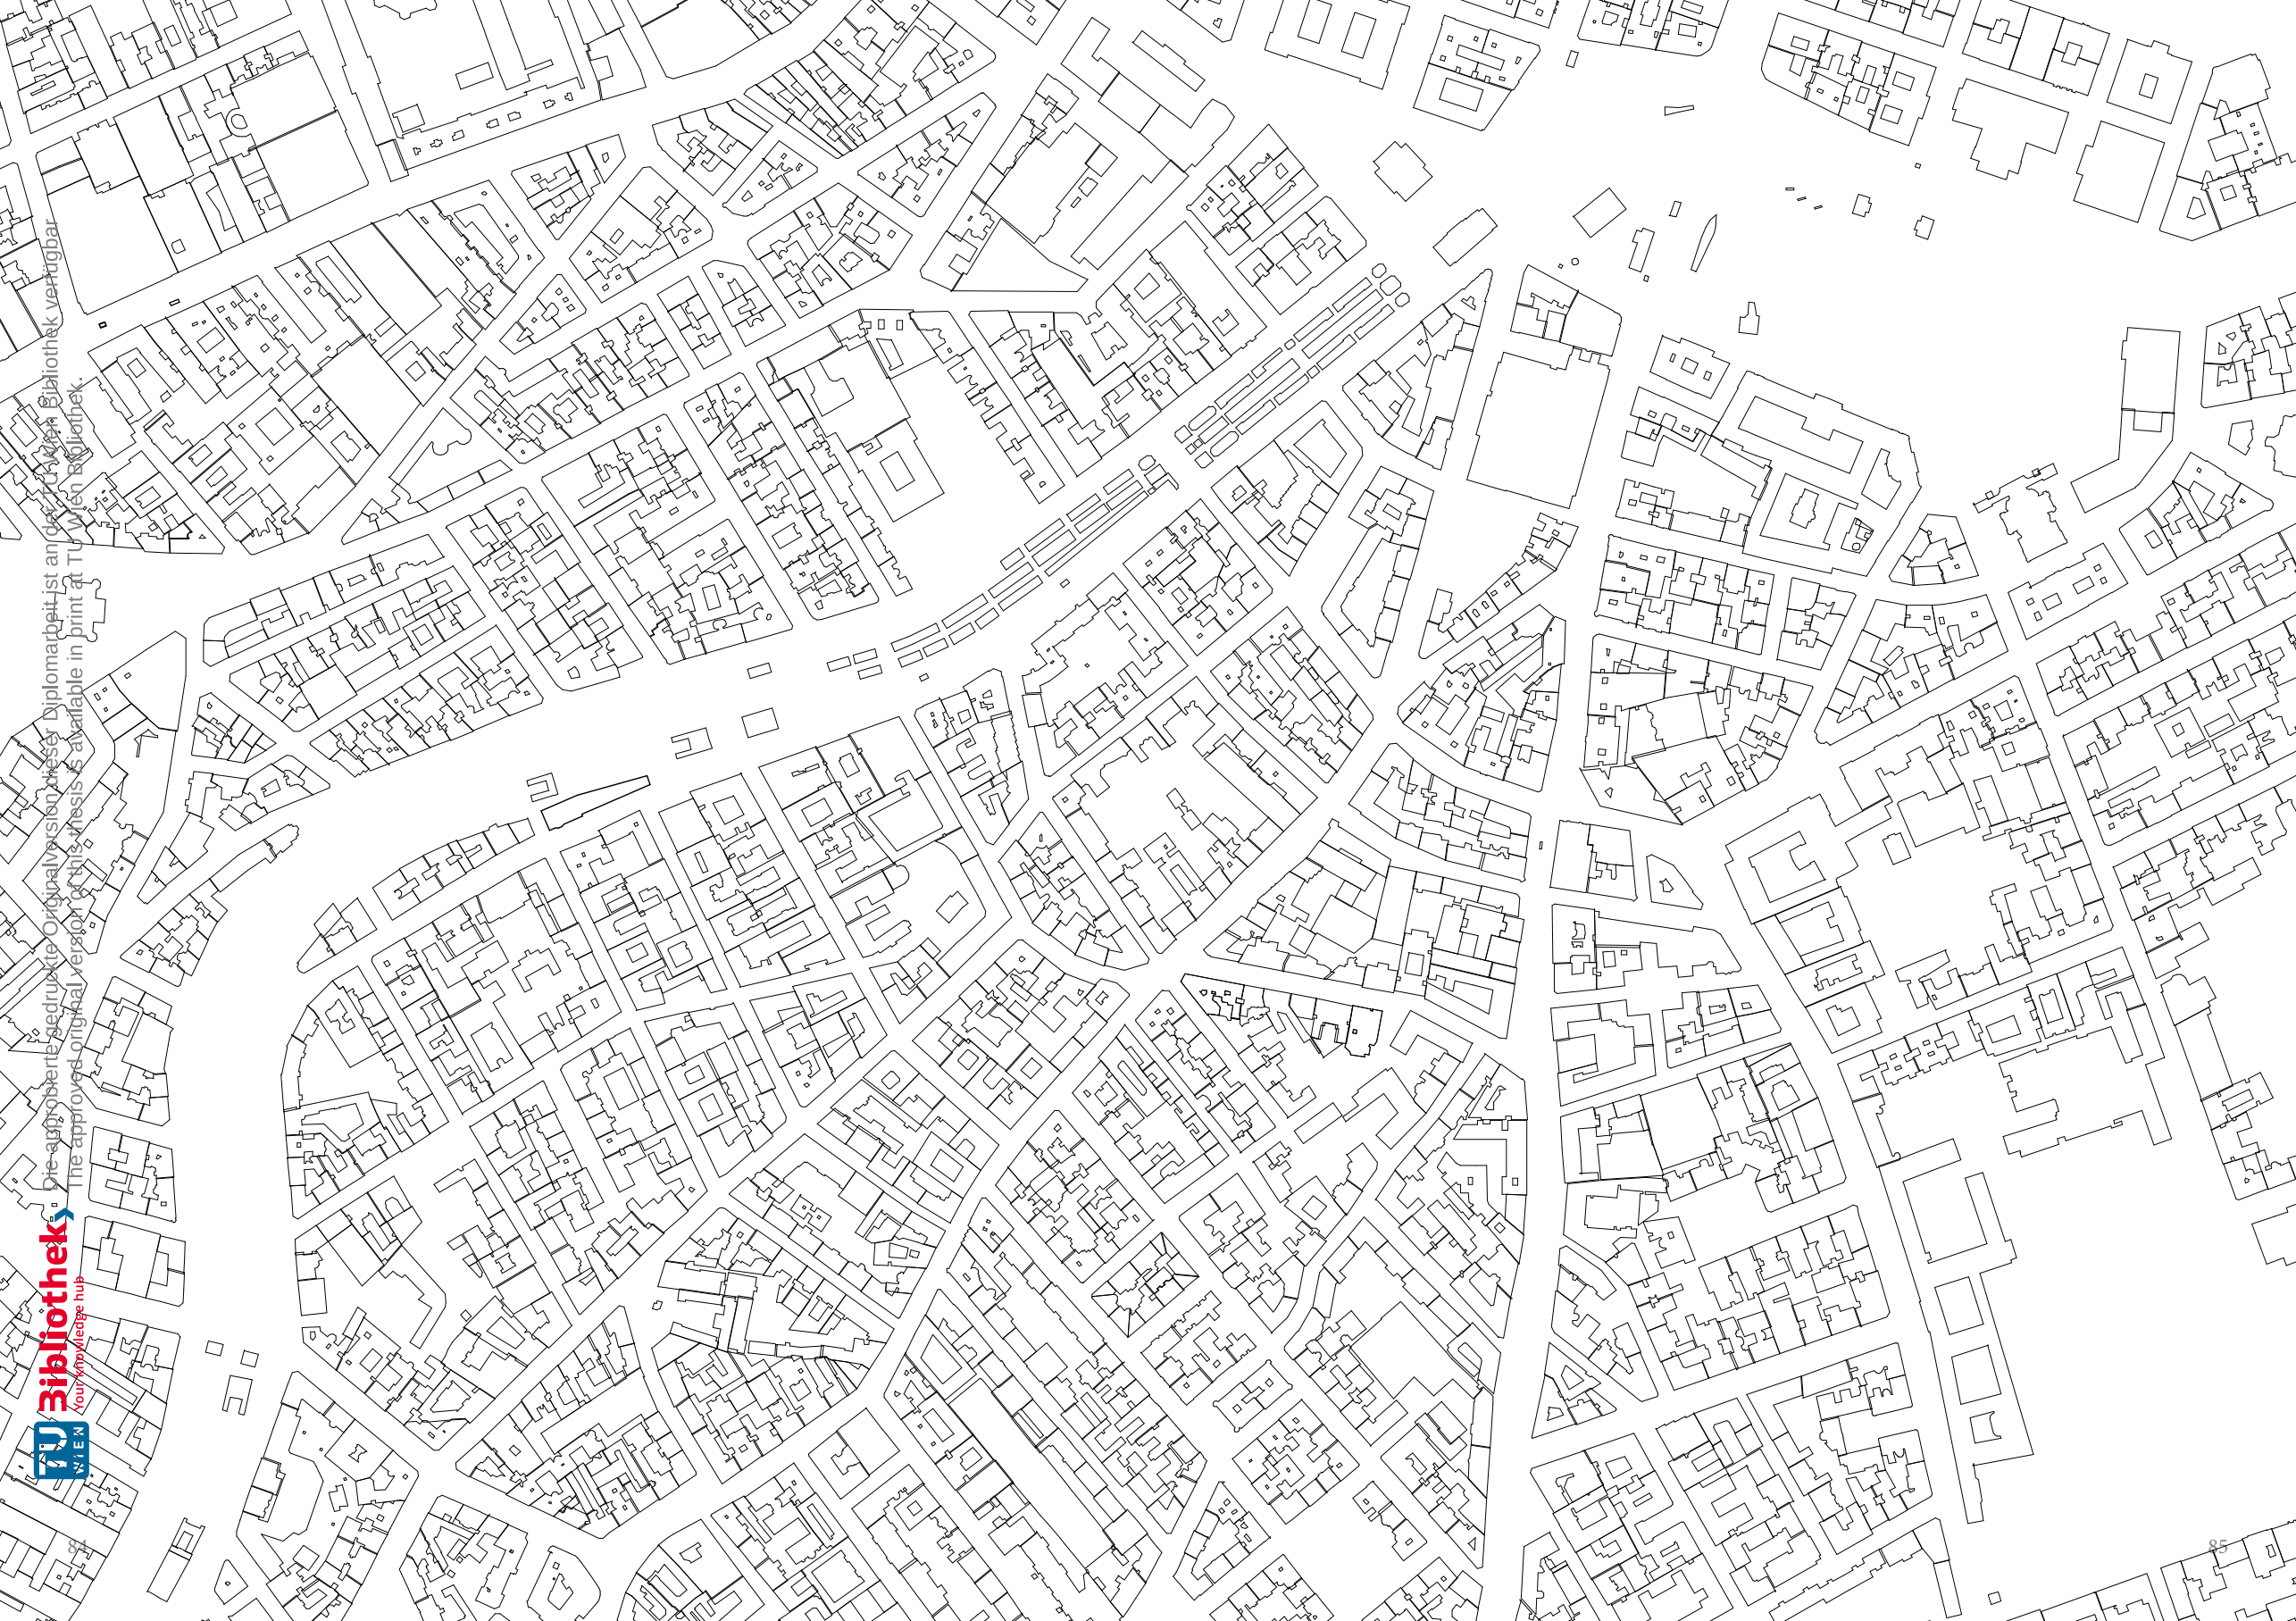 Die approbierte gedruckte Originalversion dieser Diplomarbeit ist an der TU Wien Bibliothek verfügbar
The approved original version of this thesis is available in print at TU Wien Bibliothek.
TU WIEN
Bibliothek
Your knowledge hub
85